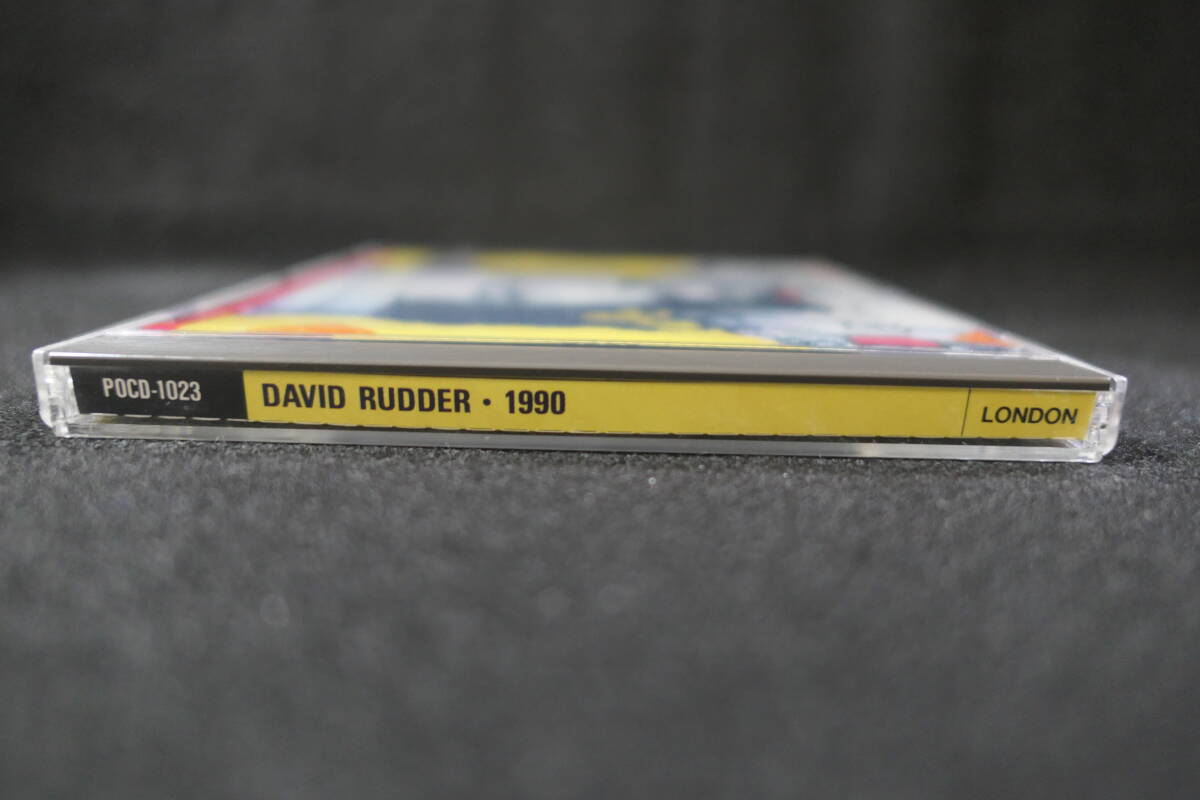 POCD-1023 DAVID RUDDER • 1990 LONDON